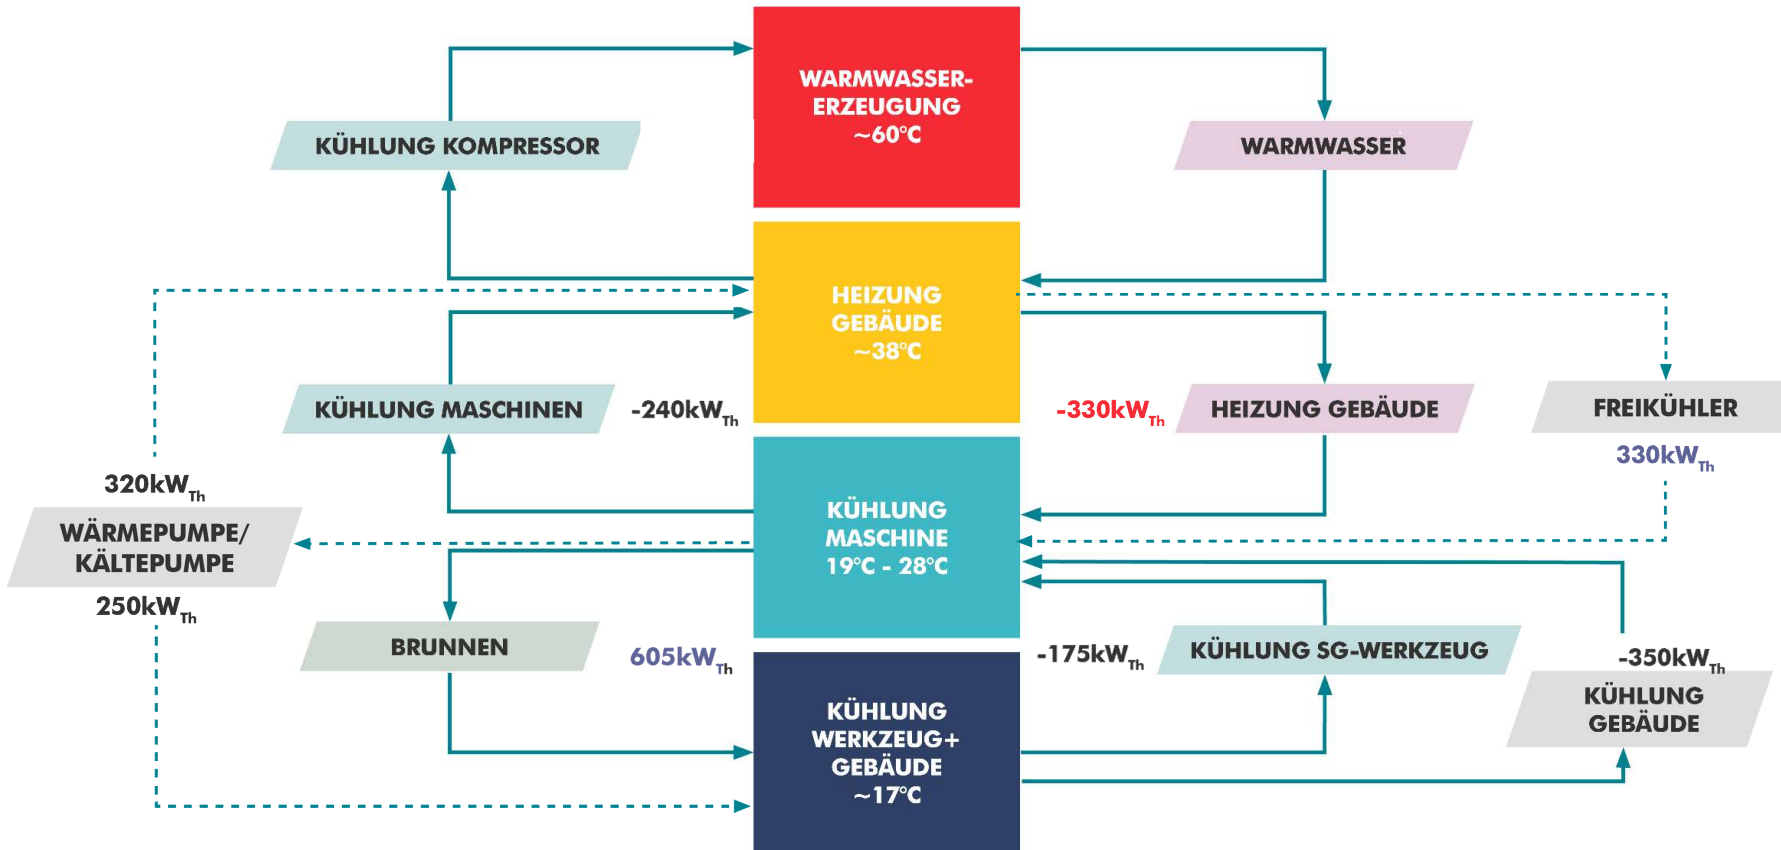 WARMWASSER-
ERZEUGUNG
~60°C
KÜHLUNG KOMPRESSOR
WARMWASSER
HEIZUNG
GEBÄUDE
~38°C
KÜHLUNG MASCHINEN
-240kWTh
-330kWTh
HEIZUNG GEBÄUDE
FREIKÜHLER
330kWTh
320kWTh
WÄRMEPUMPE/
KÄLTEPUMPE
250kWTh
KÜHLUNG
MASCHINE
19°C - 28°C
BRUNNEN
605kWTh
-175kWTh
KÜHLUNG SG-WERKZEUG
-350kWTh
KÜHLUNG
GEBÄUDE
KÜHLUNG
WERKZEUG+
GEBÄUDE
~17°C